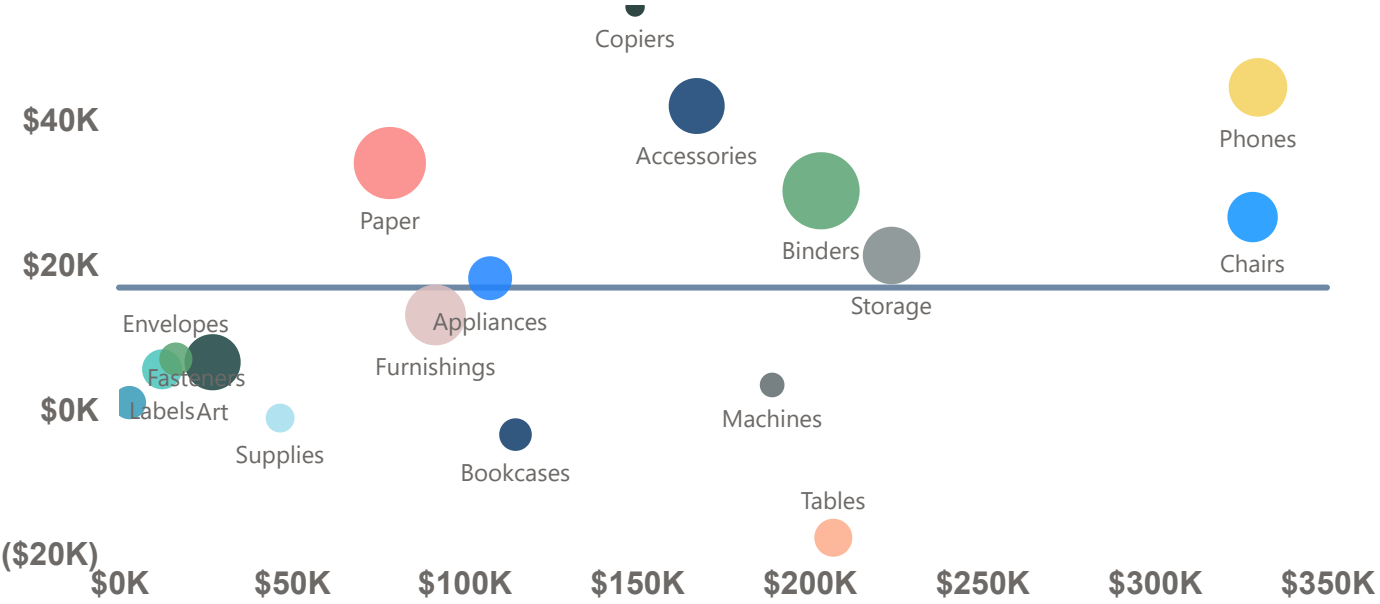 Copiers
$40K
Phones
Accessories
Paper
Binders
$20K
Chairs
Storage
Envelopes
Appliances
Furnishings
Fasteners
$0K
Labels
Art
Machines
Supplies
Bookcases
Tables
($20K)
$0K
$50K
$100K
$150K
$200K
$250K
$300K
$350K